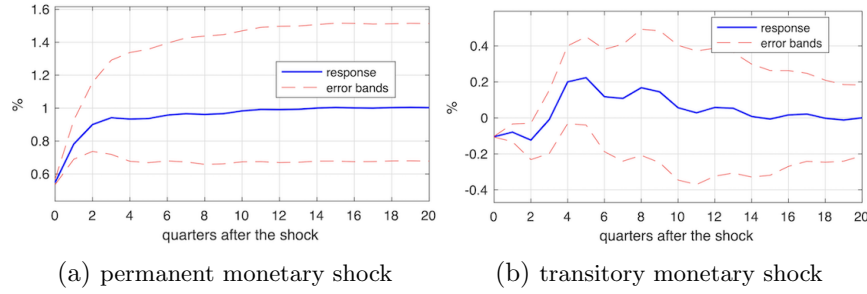 1.6
1.4
1.2
1
0.8
0.6
%
response
error bands
0 2 4 6 8 10 12 14 16 18 20
quarters after the shock
(a) permanent monetary shock
0.4
0.2
0
-0.2
-0.4
%
response
error bands
0 2 4 6 8 10 12 14 16 18 20
quarters after the shock
(b) transitory monetary shock